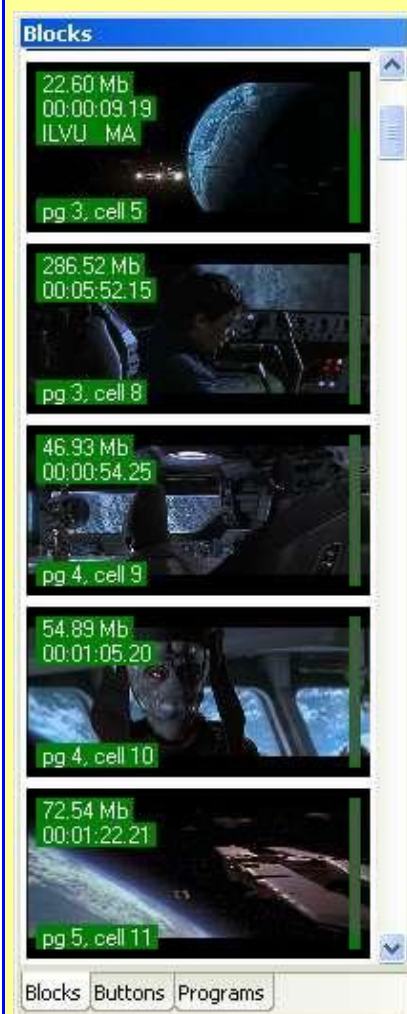 Blocks
22.60 Mb
00:00:09.19
ILVU MA
pg 3, cell 5
286.52 Mb
00:05:52.15
pg 3, cell 8
46.93 Mb
00:00:54.25
pg 4, cell 9
54.89 Mb
00:01:05.20
pg 4, cell 10
72.54 Mb
00:01:22.21
pg 5, cell 11
Blocks Buttons Programs